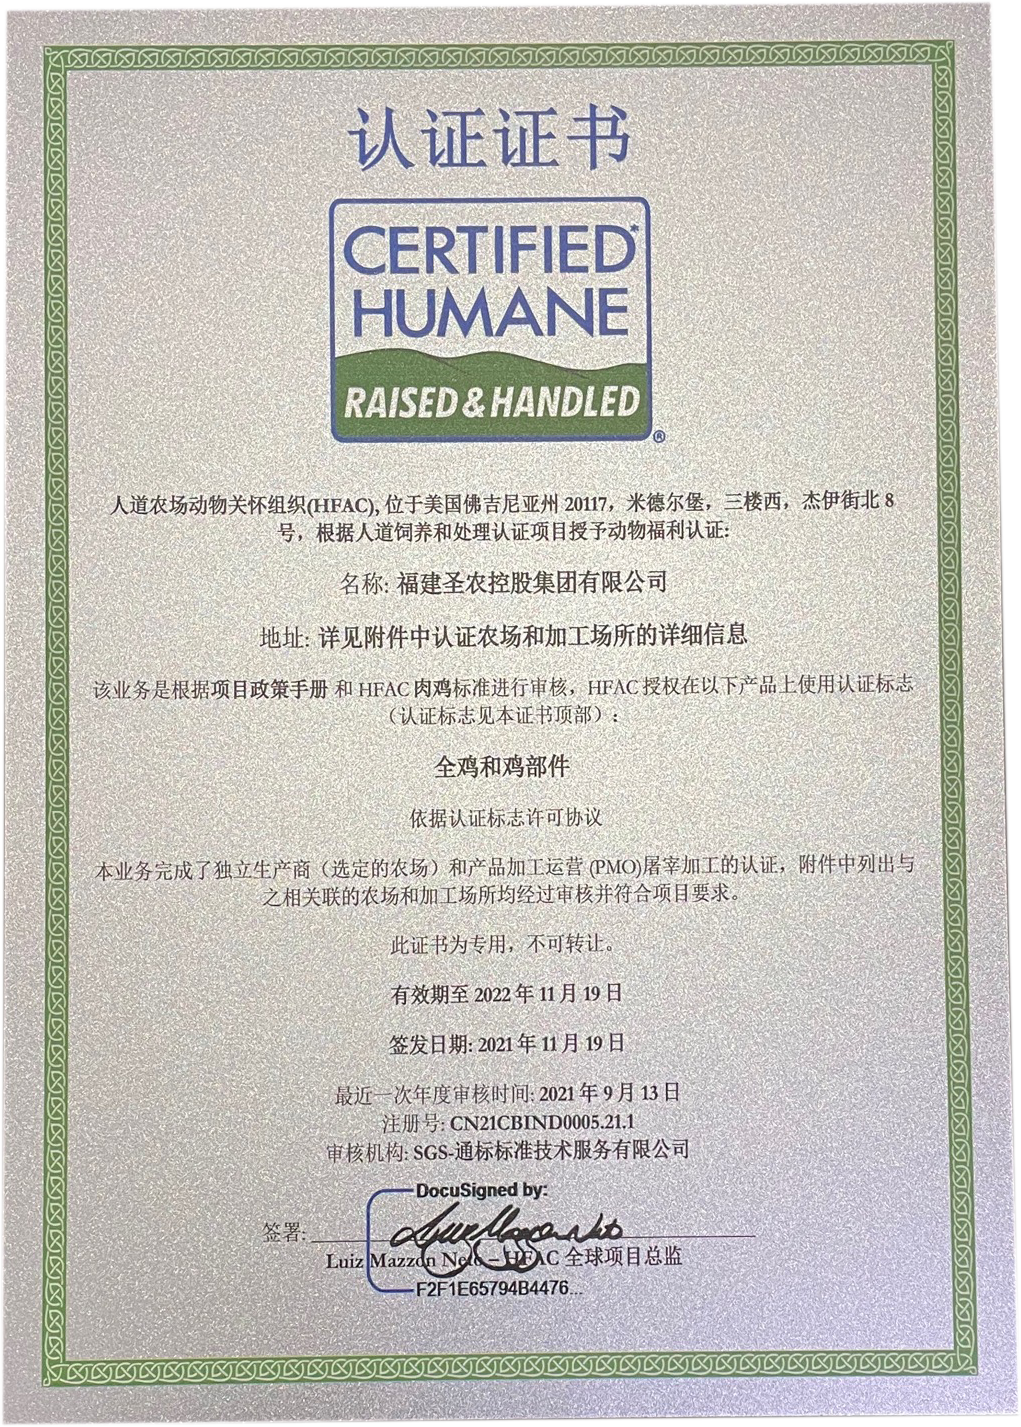 认证证书
CERTIFIED*
HUMANE
RAISED & HANDLED
®
人道农场动物关怀组织(HFAC), 位于美国佛吉尼亚州 20117，米德尔堡，三楼西，杰伊街北 8
号，根据人道饲养和处理认证项目授予动物福利认证:
名称: 福建圣农控股集团有限公司
地址: 详见附件中认证农场和加工场所的详细信息
该业务是根据项目政策手册 和 HFAC 肉鸡标准进行审核，HFAC 授权在以下产品上使用认证标志
（认证标志见本证书顶部）:
全鸡和鸡部件
依据认证标志许可协议
本业务完成了独立生产商（选定的农场）和产品加工运营 (PMO)屠宰加工的认证，附件中列出与
之相关联的农场和加工场所均经过审核并符合项目要求。
此证书为专用，不可转让。
有效期至 2022 年 11 月 19 日
签发日期: 2021 年 11 月 19 日
最近一次年度审核时间: 2021 年 9 月 13 日
注册号: CN21CBIND0005.21.1
审核机构: SGS-通标标准技术服务有限公司
DocuSigned by:
签署:
Luiz Mazzon Neto – HFAC 全球项目总监
F2F1E65794B4476...